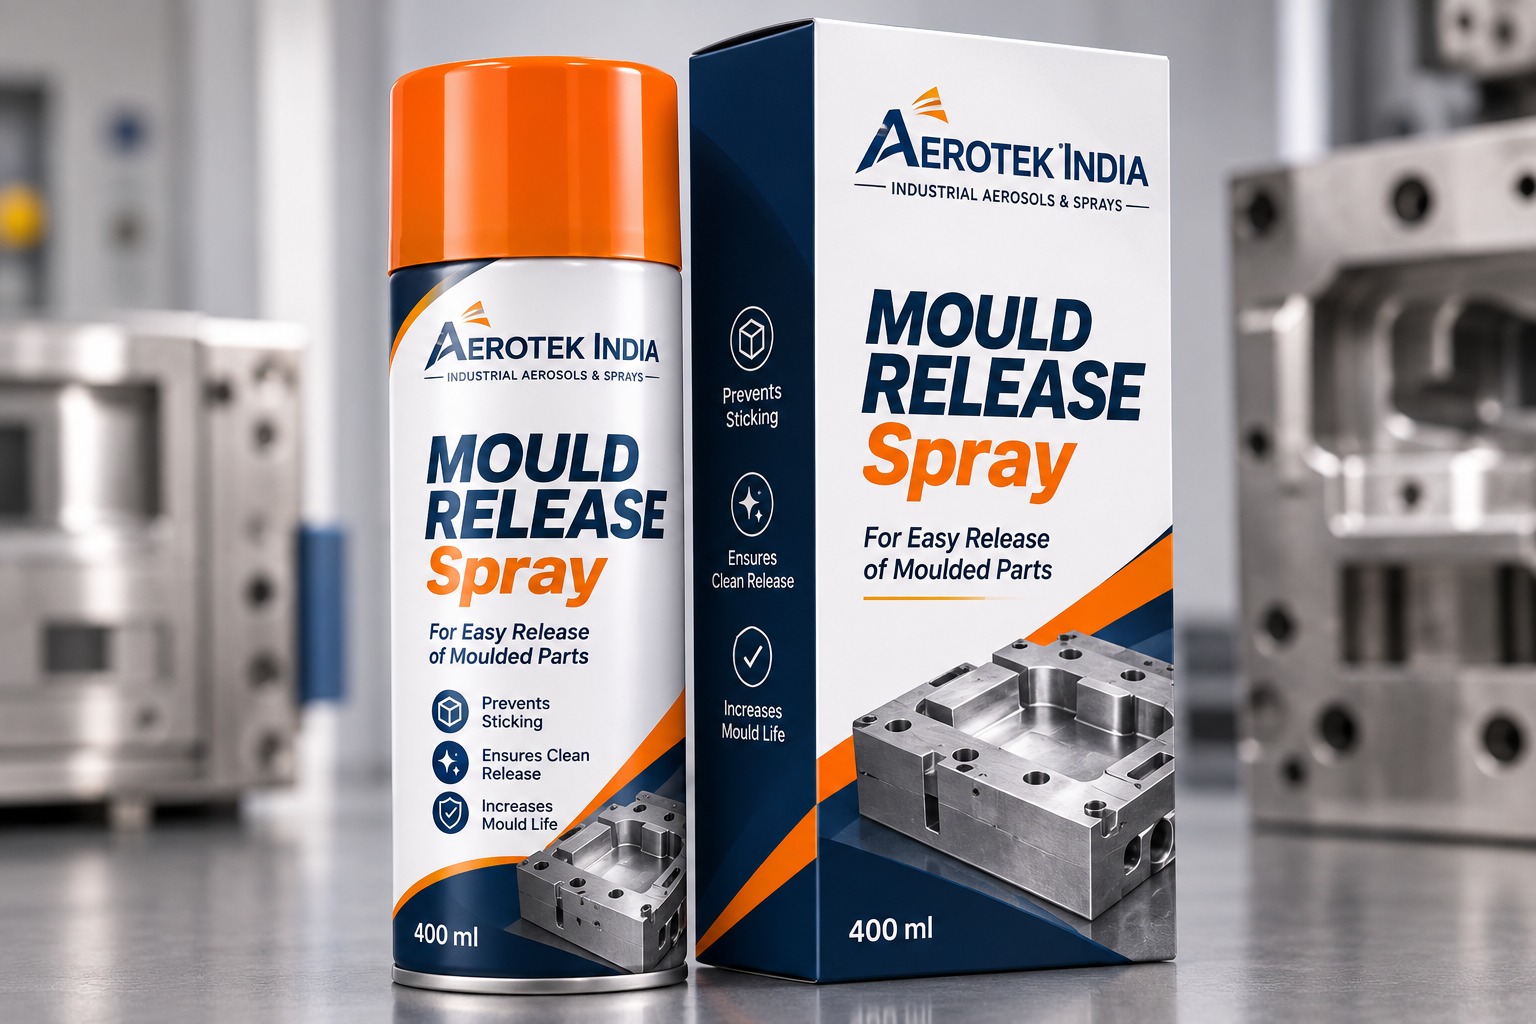 AEROTEK INDIA
INDUSTRIAL AEROSOLS & SPRAYS
MOULD
RELEASE
Spray
For Easy Release
of Moulded Parts
Prevents
Sticking
Ensures Clean
Release
Increases
Mould Life
400 ml
Prevents
Sticking
Ensures
Clean Release
Increases
Mould Life
AEROTEK INDIA
INDUSTRIAL AEROSOLS & SPRAYS
MOULD
RELEASE
Spray
For Easy Release
of Moulded Parts
400 ml